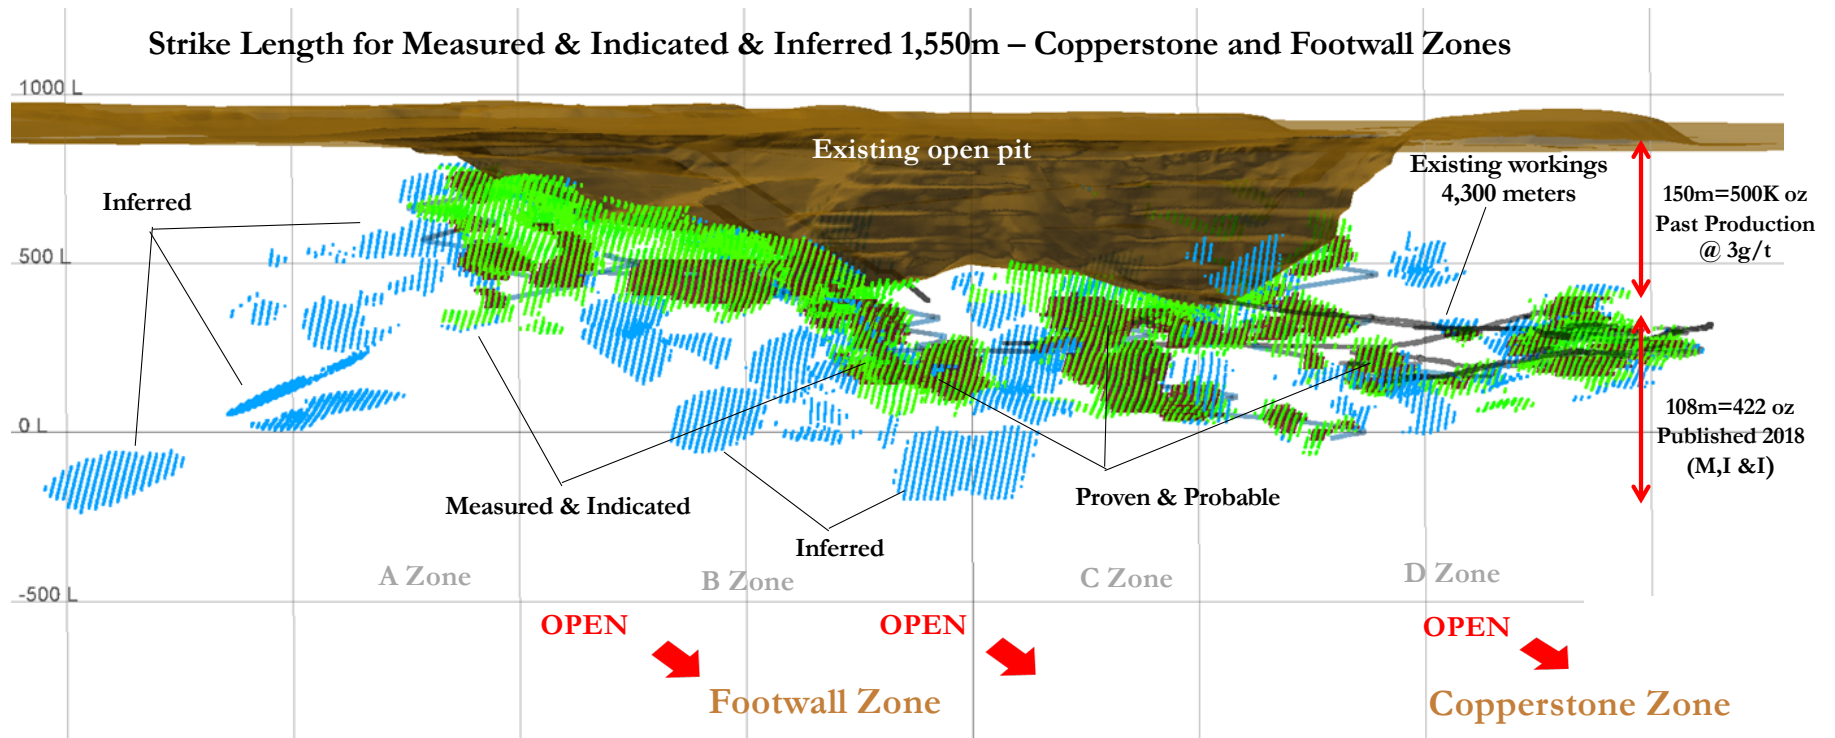 Strike Length for Measured & Indicated & Inferred 1,550m – Copperstone and Footwall Zones
1000 L
Existing open pit
Existing workings
4,300 meters
Inferred
150m=500K oz
Past Production
@ 3g/t
500 L
108m=422 oz
Published 2018
(M,I &I)
0 L
Measured & Indicated
Proven & Probable
Inferred
A Zone
B Zone
C Zone
D Zone
-500 L
OPEN
OPEN
OPEN
Footwall Zone
Copperstone Zone